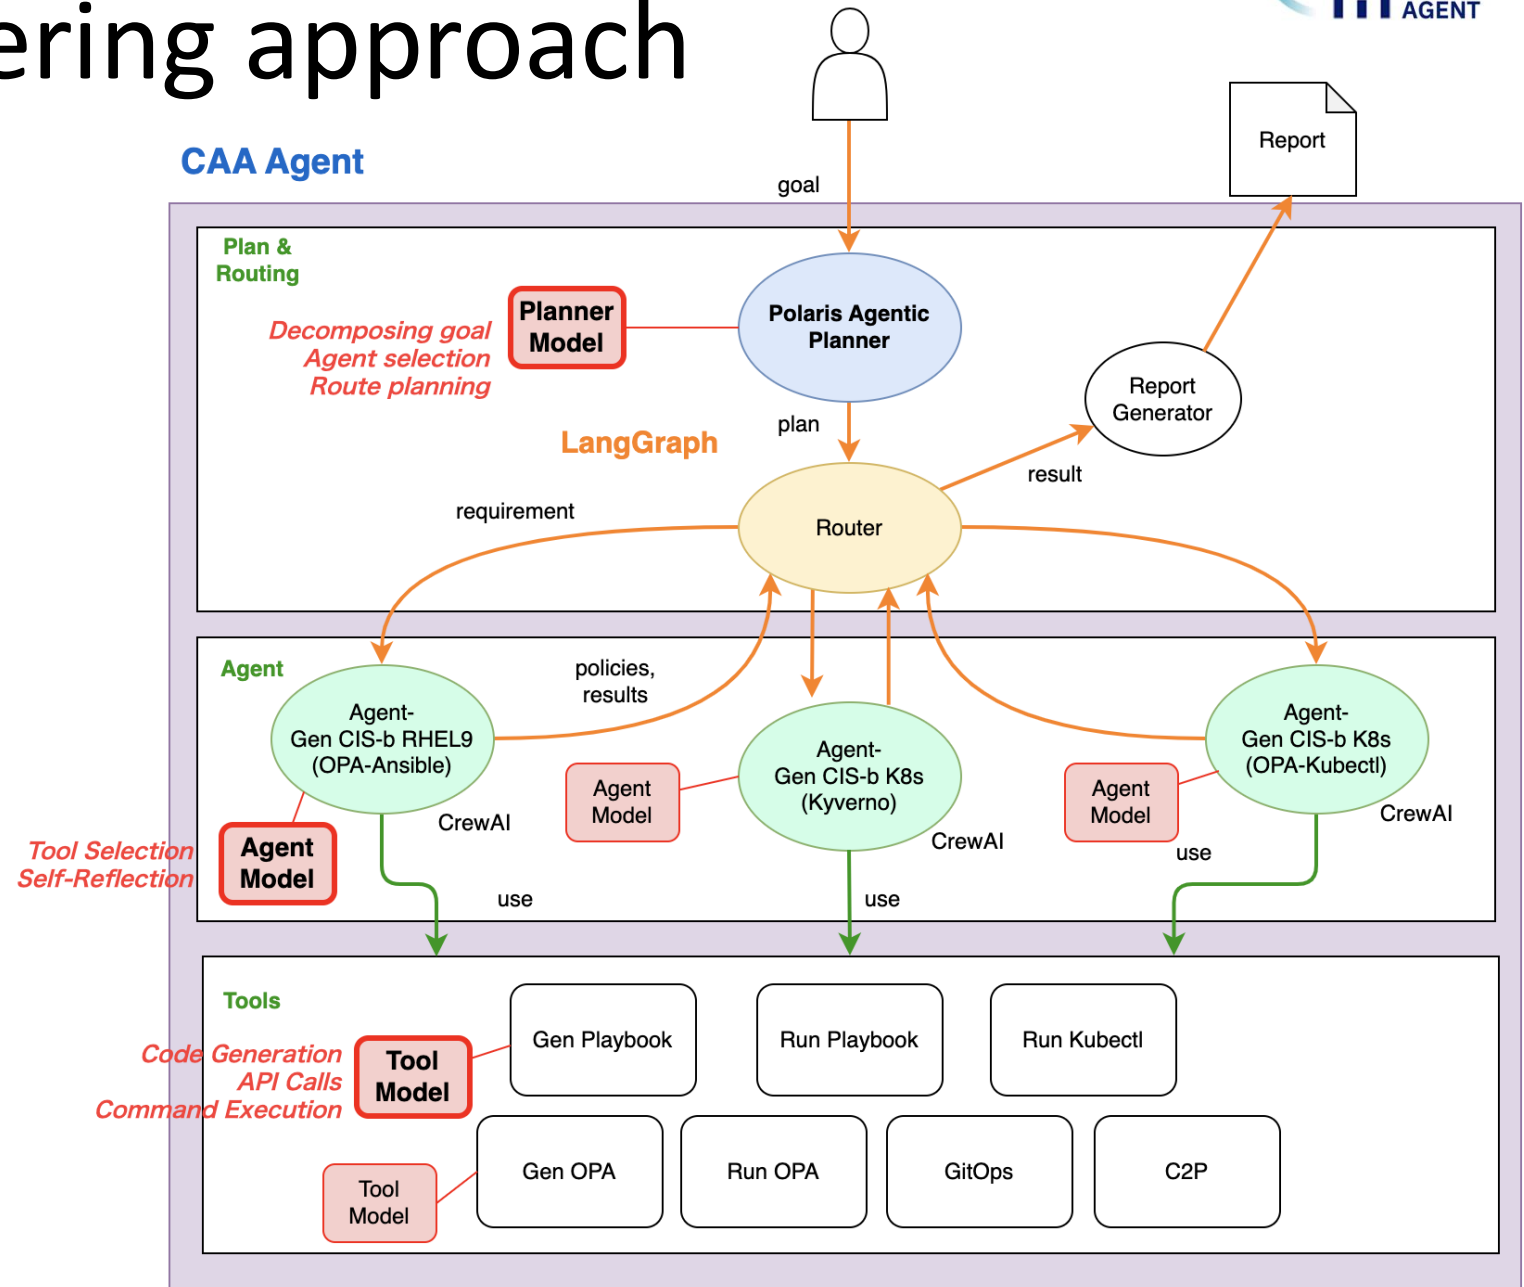 ering approach
AGENT
Report
CAA Agent
goal
Plan &
Routing
Planner
Model
Polaris Agentic
Planner
Decomposing goal
Agent selection
Route planning
Report
Generator
plan
LangGraph
result
requirement
Router
Agent
policies,
results
Agent-
Gen CIS-b RHEL9
(OPA-Ansible)
Agent-
Gen CIS-b K8s
(Kyverno)
Agent-
Gen CIS-b K8s
(OPA-Kubectl)
Agent
Model
Agent
Model
CrewAI
CrewAI
CrewAI
Tool Selection
Self-Reflection
Agent
Model
use
use
use
Tools
Gen Playbook
Run Playbook
Run Kubectl
Code Generation
API Calls
Command Execution
Tool
Model
Gen OPA
Run OPA
GitOps
C2P
Tool
Model